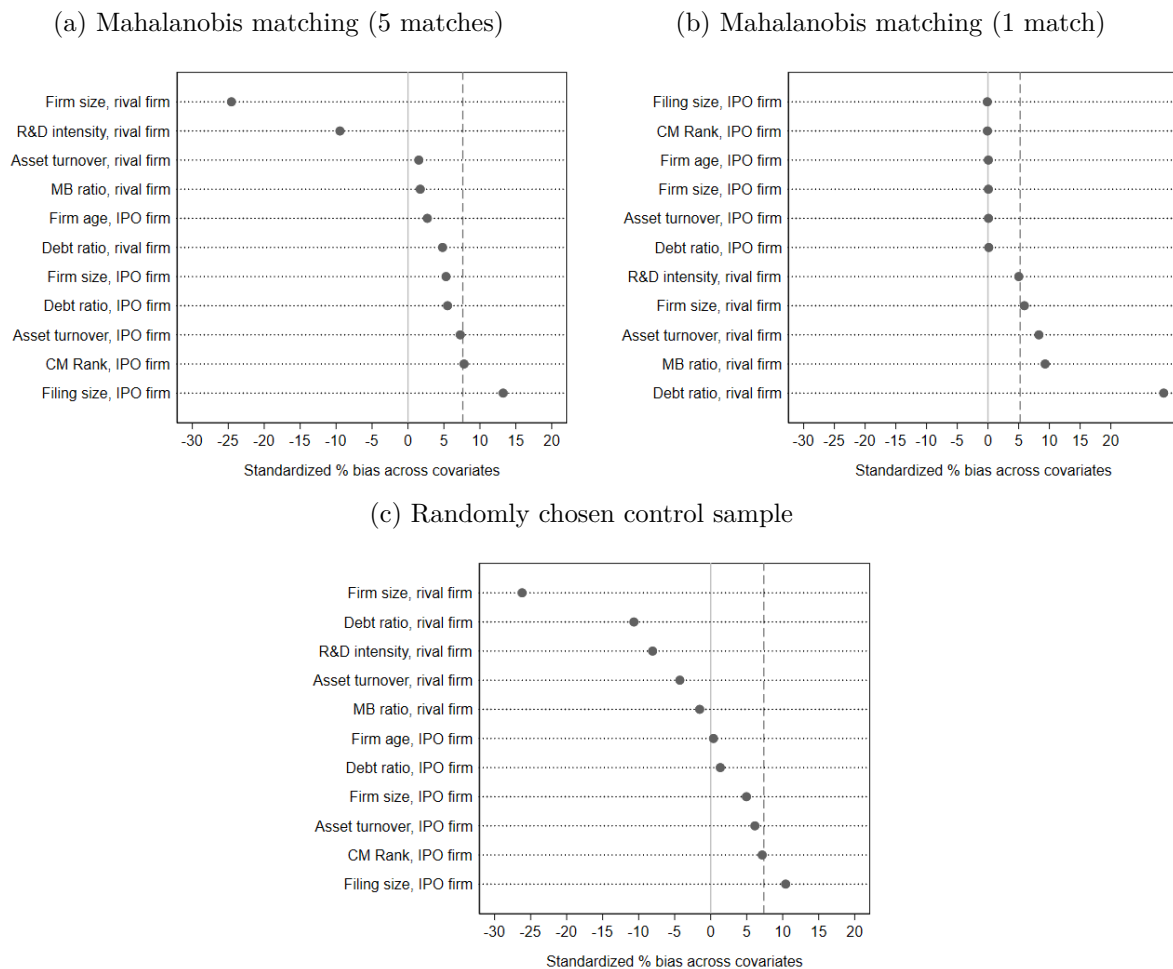 (a) Mahalanobis matching (5 matches)
Firm size, rival firm
R&D intensity, rival firm
Asset turnover, rival firm
MB ratio, rival firm
Firm age, IPO firm
Debt ratio, rival firm
Firm size, IPO firm
Debt ratio, IPO firm
Asset turnover, IPO firm
CM Rank, IPO firm
Filing size, IPO firm
-30 -25 -20 -15 -10 -5 0 5 10 15 20
Standardized % bias across covariates
(b) Mahalanobis matching (1 match)
Filing size, IPO firm
CM Rank, IPO firm
Firm age, IPO firm
Firm size, IPO firm
Asset turnover, IPO firm
Debt ratio, IPO firm
R&D intensity, rival firm
Firm size, rival firm
Asset turnover, rival firm
MB ratio, rival firm
Debt ratio, rival firm
-30 -25 -20 -15 -10 -5 0 5 10 15 20
Standardized % bias across covariates
(c) Randomly chosen control sample
Firm size, rival firm
Debt ratio, rival firm
R&D intensity, rival firm
Asset turnover, rival firm
MB ratio, rival firm
Firm age, IPO firm
Debt ratio, IPO firm
Firm size, IPO firm
Asset turnover, IPO firm
CM Rank, IPO firm
Filing size, IPO firm
-30 -25 -20 -15 -10 -5 0 5 10 15 20
Standardized % bias across covariates